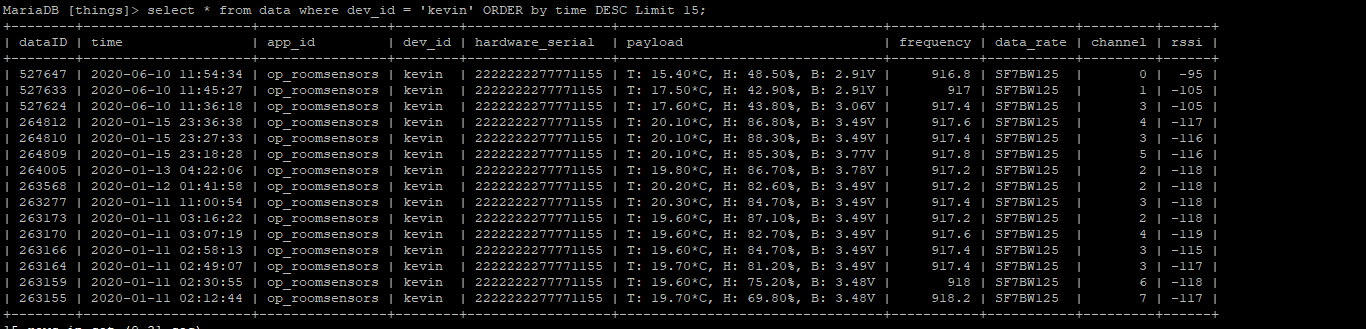 MariaDB [things]> select * from data where dev_id = 'kevin' ORDER by time DESC Limit 15;
+--------+---------------------+----------------+--------+------------------+--------------------------------+-----------+-----------+---------+------+
| dataID | time | app_id | dev_id | hardware_serial | payload | frequency | data_rate | channel | rssi |
+--------+---------------------+----------------+--------+------------------+--------------------------------+-----------+-----------+---------+------+
| 527647 | 2020-06-10 11:54:34 | op_roomsensors | kevin | 2222222277771155 | T: 15.40*C, H: 48.50%, B: 2.91V | 916.8 | SF7BW125 | 0 | -95 |
| 527633 | 2020-06-10 11:45:27 | op_roomsensors | kevin | 2222222277771155 | T: 17.50*C, H: 42.90%, B: 2.91V | 917 | SF7BW125 | 1 | -105 |
| 527624 | 2020-06-10 11:36:18 | op_roomsensors | kevin | 2222222277771155 | T: 17.60*C, H: 43.80%, B: 3.06V | 917.4 | SF7BW125 | 3 | -105 |
| 264812 | 2020-01-15 23:36:38 | op_roomsensors | kevin | 2222222277771155 | T: 20.10*C, H: 86.80%, B: 3.49V | 917.6 | SF7BW125 | 4 | -117 |
| 264810 | 2020-01-15 23:27:33 | op_roomsensors | kevin | 2222222277771155 | T: 20.10*C, H: 88.30%, B: 3.49V | 917.4 | SF7BW125 | 3 | -116 |
| 264809 | 2020-01-15 23:18:28 | op_roomsensors | kevin | 2222222277771155 | T: 20.10*C, H: 85.30%, B: 3.77V | 917.8 | SF7BW125 | 5 | -116 |
| 264005 | 2020-01-13 04:22:06 | op_roomsensors | kevin | 2222222277771155 | T: 19.80*C, H: 86.70%, B: 3.78V | 917.2 | SF7BW125 | 2 | -118 |
| 263568 | 2020-01-12 01:41:58 | op_roomsensors | kevin | 2222222277771155 | T: 20.20*C, H: 82.60%, B: 3.49V | 917.2 | SF7BW125 | 2 | -118 |
| 263277 | 2020-01-11 11:00:54 | op_roomsensors | kevin | 2222222277771155 | T: 20.30*C, H: 84.70%, B: 3.49V | 917.4 | SF7BW125 | 3 | -118 |
| 263173 | 2020-01-11 03:16:22 | op_roomsensors | kevin | 2222222277771155 | T: 19.60*C, H: 87.10%, B: 3.49V | 917.2 | SF7BW125 | 2 | -118 |
| 263170 | 2020-01-11 03:07:19 | op_roomsensors | kevin | 2222222277771155 | T: 19.60*C, H: 82.70%, B: 3.49V | 917.6 | SF7BW125 | 4 | -119 |
| 263166 | 2020-01-11 02:58:13 | op_roomsensors | kevin | 2222222277771155 | T: 19.60*C, H: 84.70%, B: 3.49V | 917.4 | SF7BW125 | 3 | -115 |
| 263164 | 2020-01-11 02:49:07 | op_roomsensors | kevin | 2222222277771155 | T: 19.70*C, H: 81.20%, B: 3.49V | 917.4 | SF7BW125 | 3 | -117 |
| 263159 | 2020-01-11 02:30:55 | op_roomsensors | kevin | 2222222277771155 | T: 19.60*C, H: 75.20%, B: 3.48V | 918 | SF7BW125 | 6 | -118 |
| 263155 | 2020-01-11 02:12:44 | op_roomsensors | kevin | 2222222277771155 | T: 19.70*C, H: 69.80%, B: 3.48V | 918.2 | SF7BW125 | 7 | -117 |
+--------+---------------------+----------------+--------+------------------+--------------------------------+-----------+-----------+---------+------+